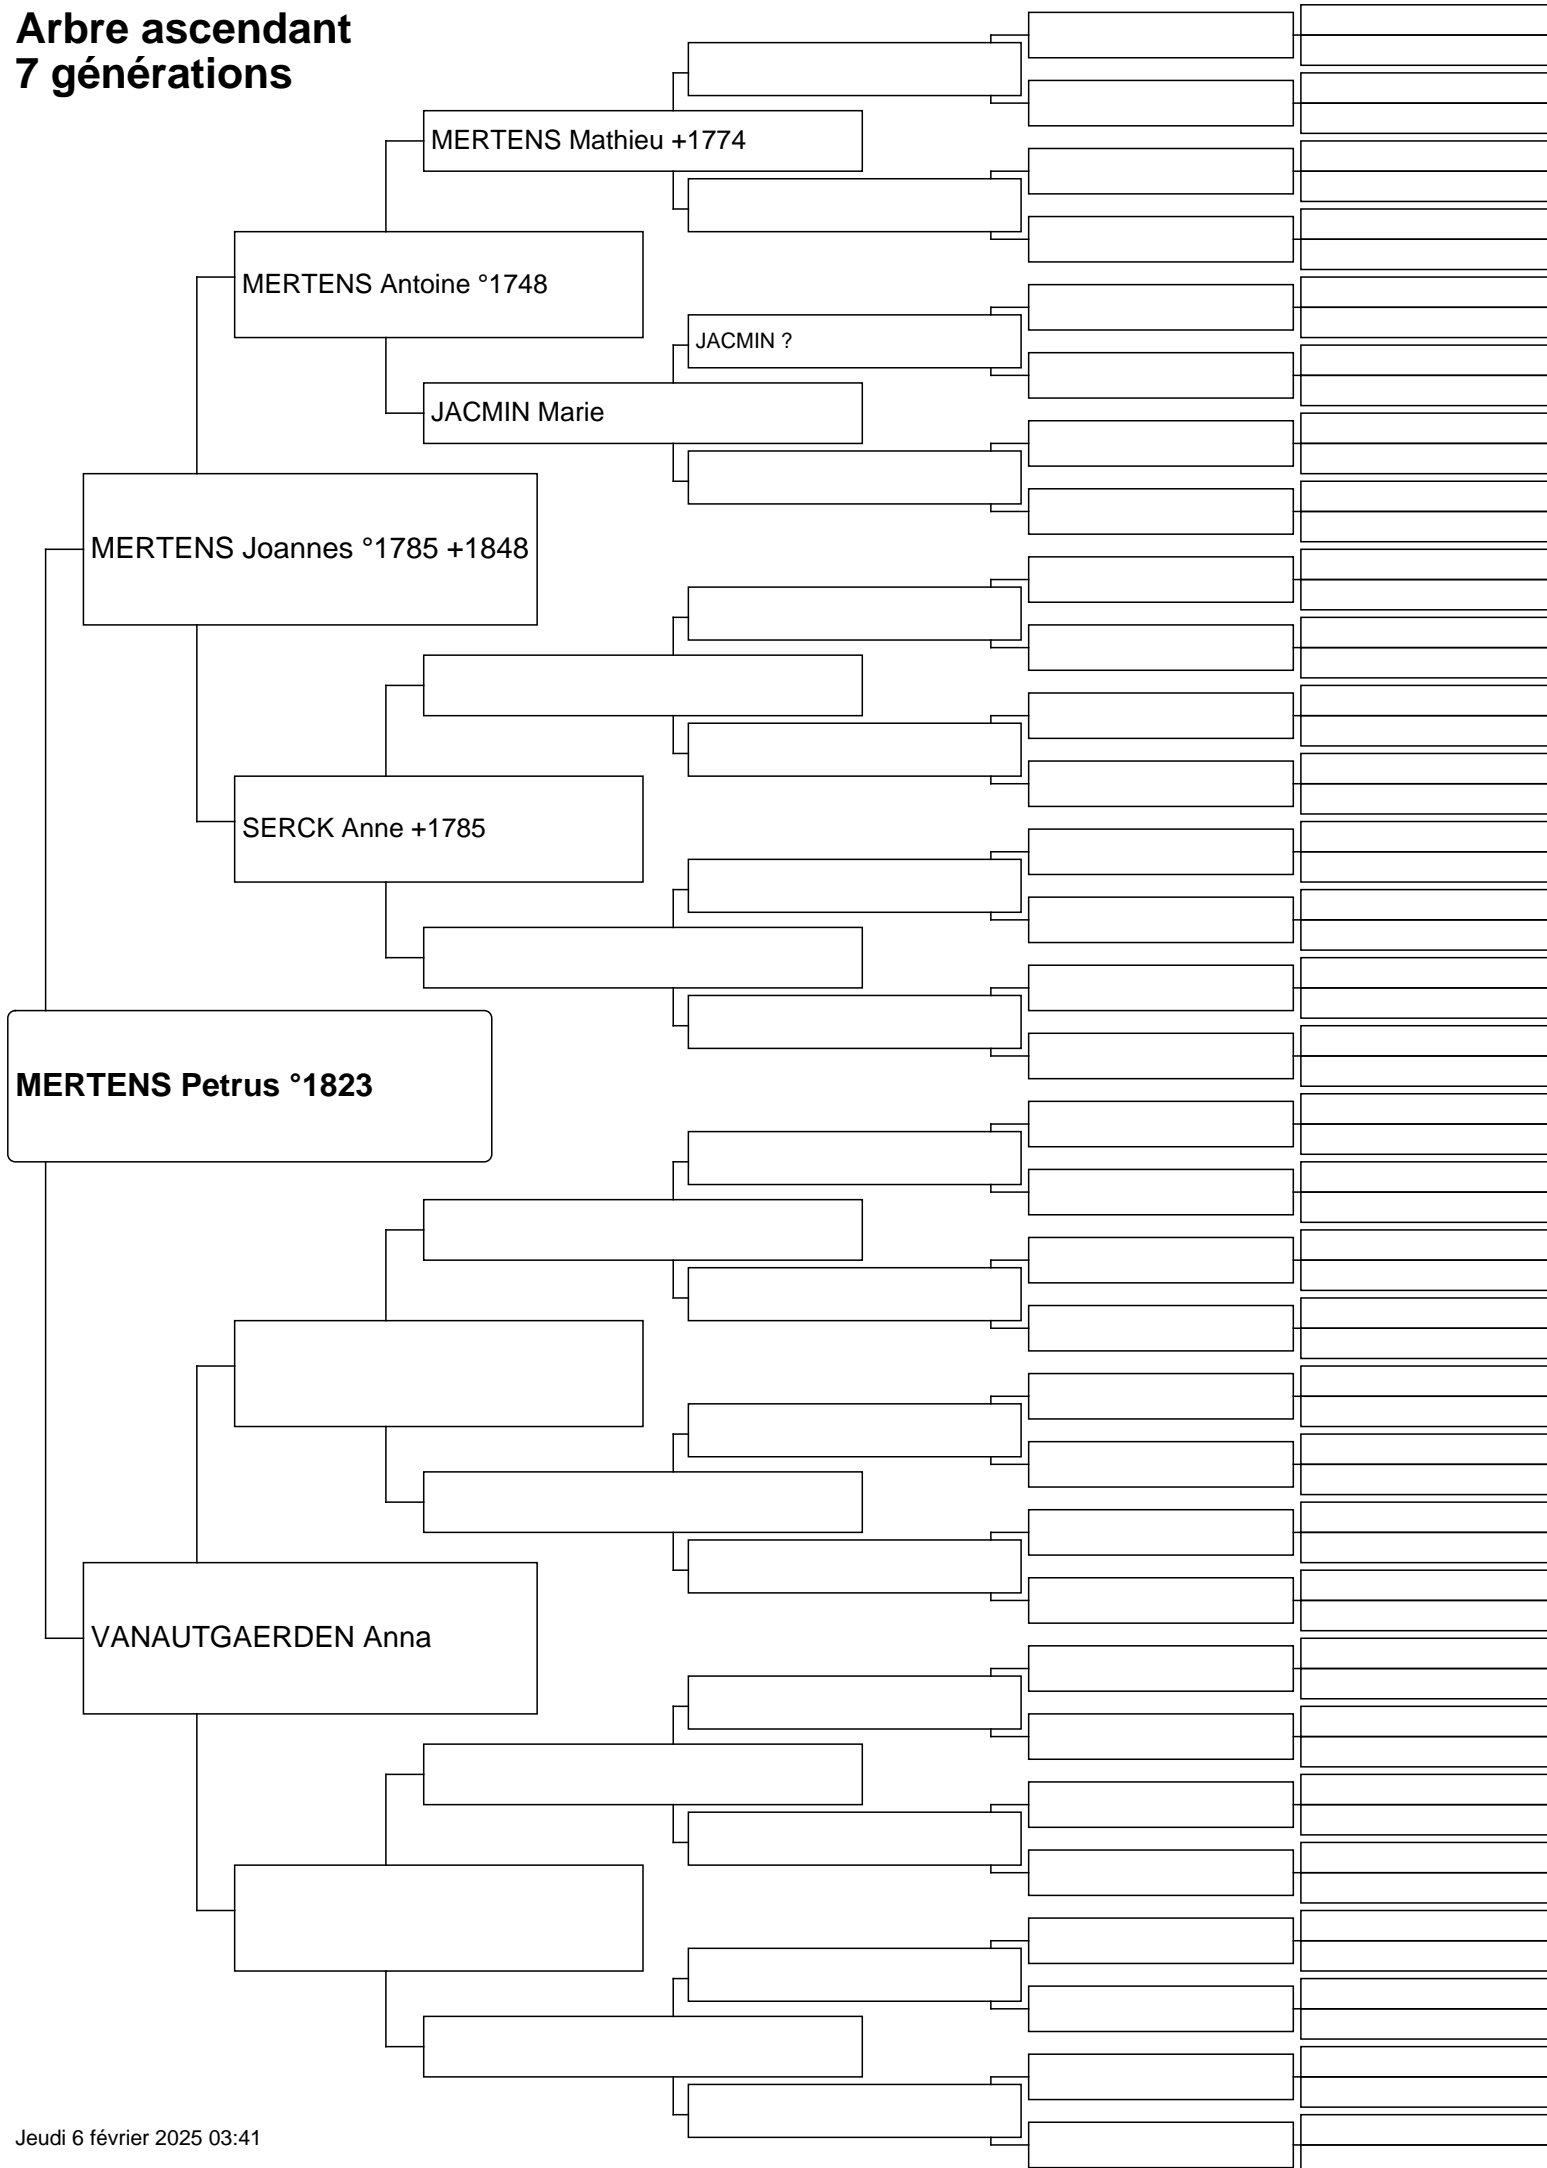 Arbre ascendant
7 générations
MERTENS Mathieu +1774
MERTENS Antoine °1748
JACMIN ?
JACMIN Marie
MERTENS Joannes °1785 +1848
SERCK Anne +1785
MERTENS Petrus °1823
VANAUTGAERDEN Anna
Jeudi 6 février 2025 03:41